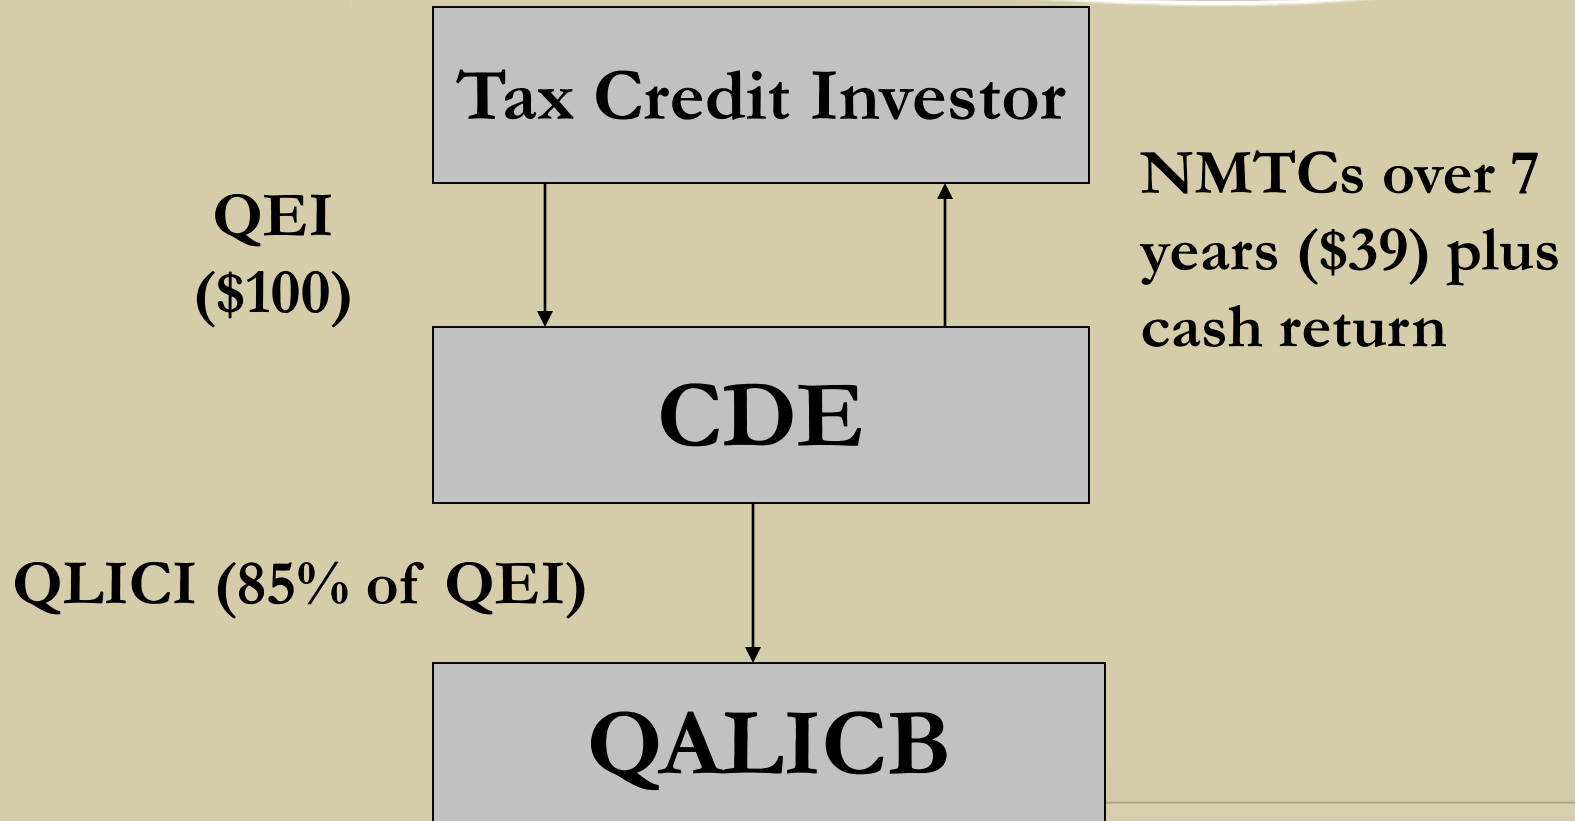 Tax Credit Investor
QEI
($100)
NMTCs over 7
years ($39) plus
cash return
CDE
QLICI (85% of QEI)
QALICB